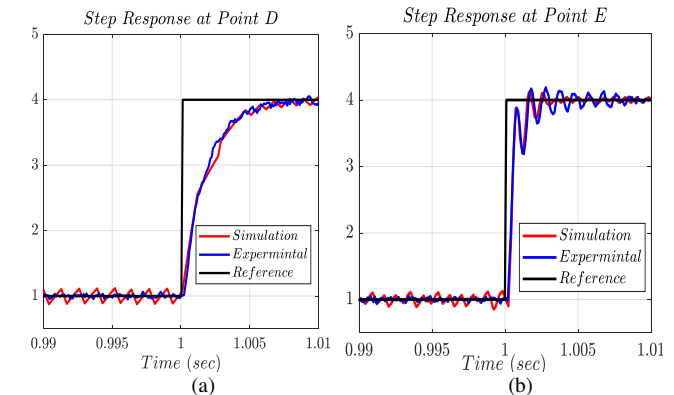 Step Response at Point D
5
4
3
2
1
Simulation
Expermintal
Reference
0.99
0.995
1
1.005
1.01
Time (sec)
(a)
Step Response at Point E
5
4
3
2
1
Simulation
Expermintal
Reference
0.99
0.995
1
1.005
1.01
Time (sec)
(b)